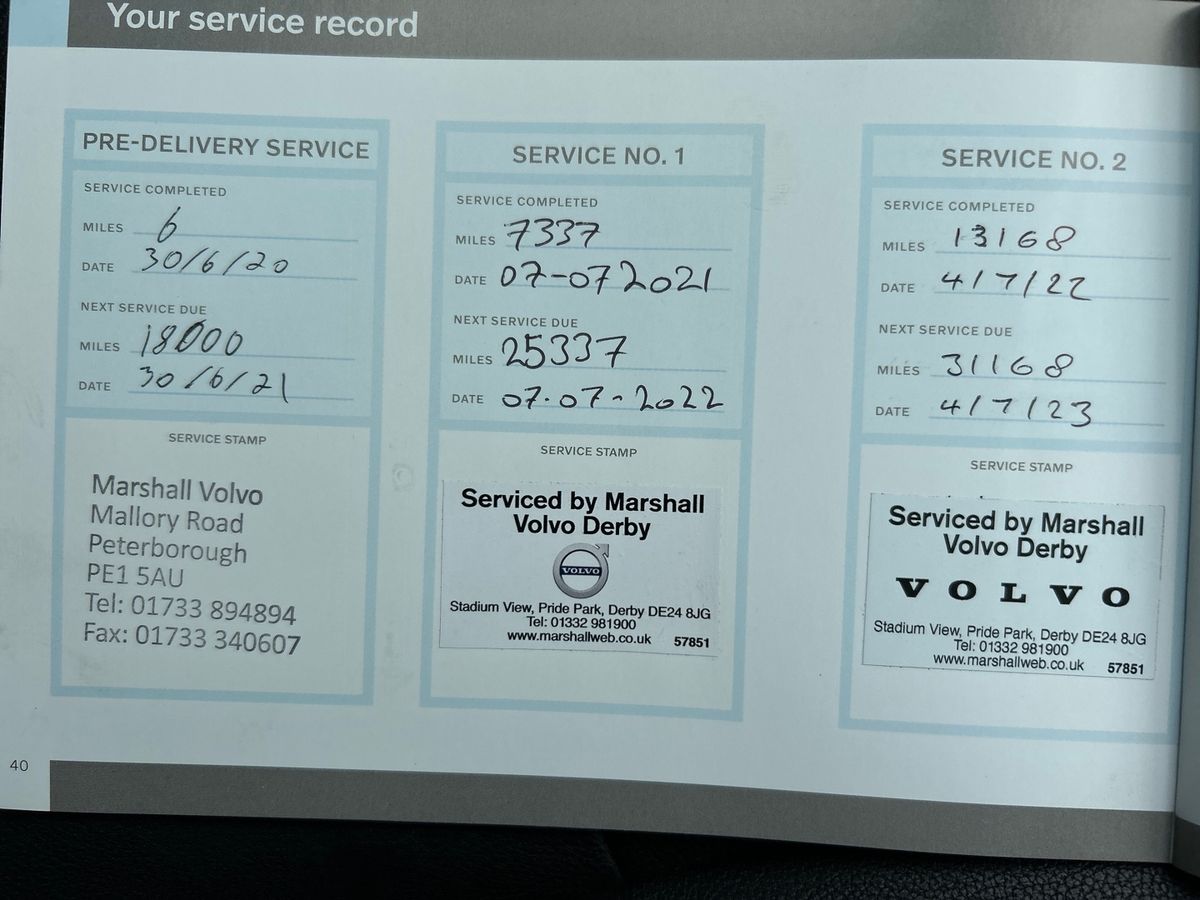 Your service record
PRE-DELIVERY SERVICE
SERVICE COMPLETED
MILES 6
DATE 30/6/20
NEXT SERVICE DUE
MILES 18000
DATE 30/6/21
SERVICE STAMP
Marshall Volvo
Mallory Road
Peterborough
PE1 5AU
Tel: 01733 894894
Fax: 01733 340607
SERVICE NO. 1
SERVICE COMPLETED
MILES 7337
DATE 07-07 2021
NEXT SERVICE DUE
MILES 25337
DATE 07.07-2022
SERVICE STAMP
Serviced by Marshall
Volvo Derby
VOLVO
Stadium View, Pride Park, Derby DE24 8JG
Tel: 01332 981900
www.marshallweb.co.uk 57851
SERVICE NO. 2
SERVICE COMPLETED
MILES 13168
DATE 4/7/22
NEXT SERVICE DUE
MILES 31168
DATE 4/7/23
SERVICE STAMP
Serviced by Marshall
Volvo Derby
VOLVO
Stadium View, Pride Park, Derby DE24 8JG
Tel: 01332 981900
www.marshallweb.co.uk 57851
40